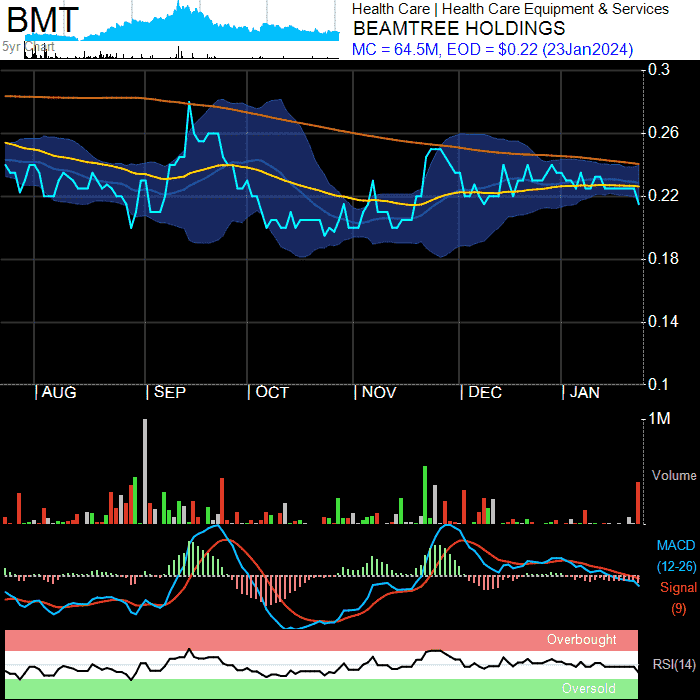 BMT
5yr Chart
Health Care | Health Care Equipment & Services
BEAMTREE HOLDINGS
MC = 64.5M, EOD = $0.22 (23Jan2024)
0.3
0.26
0.22
0.18
0.14
0.1
| AUG | SEP | OCT | NOV | DEC | JAN
1M
Volume
MACD
(12-26)
Signal
(9)
Overbought
RSI(14)
Oversold